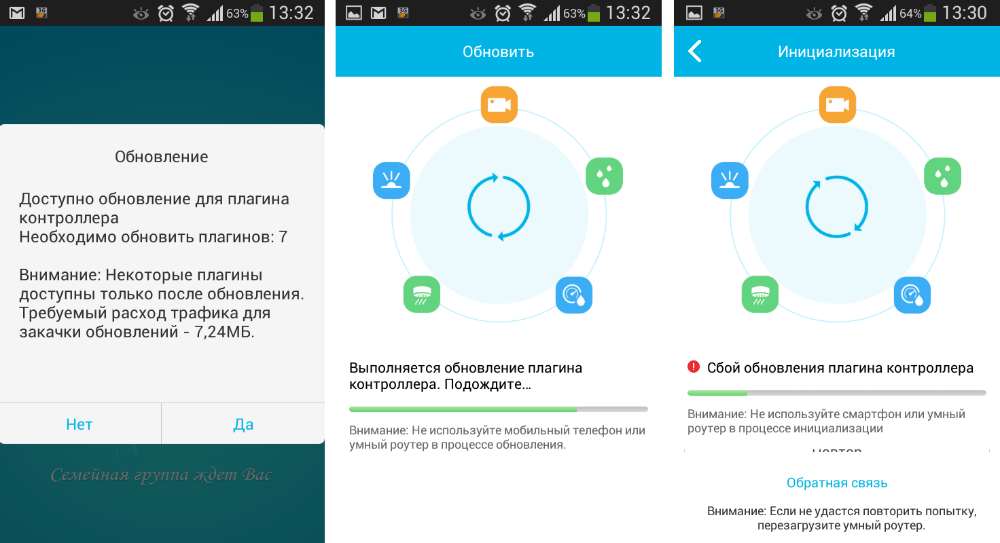 63% 13:32
Обновление
Доступно обновление для плагина
контроллера
Необходимо обновить плагинов: 7
Внимание: Некоторые плагины
доступны только после обновления.
Требуемый расход трафика для
закачки обновлений - 7,24МБ.
Нет Да
Семейная группа ждет Вас
63% 13:32
Обновить
Выполняется обновление плагина
контроллера. Подождите...
Внимание: Не используйте мобильный телефон или
умный роутер в процессе обновления.
64% 13:30
Инициализация
Сбой обновления плагина контроллера
Внимание: Не используйте смартфон или умный
роутер в процессе инициализации
Повтор
Обратная связь
Внимание: Если не удастся повторить попытку,
перезагрузите умный роутер.